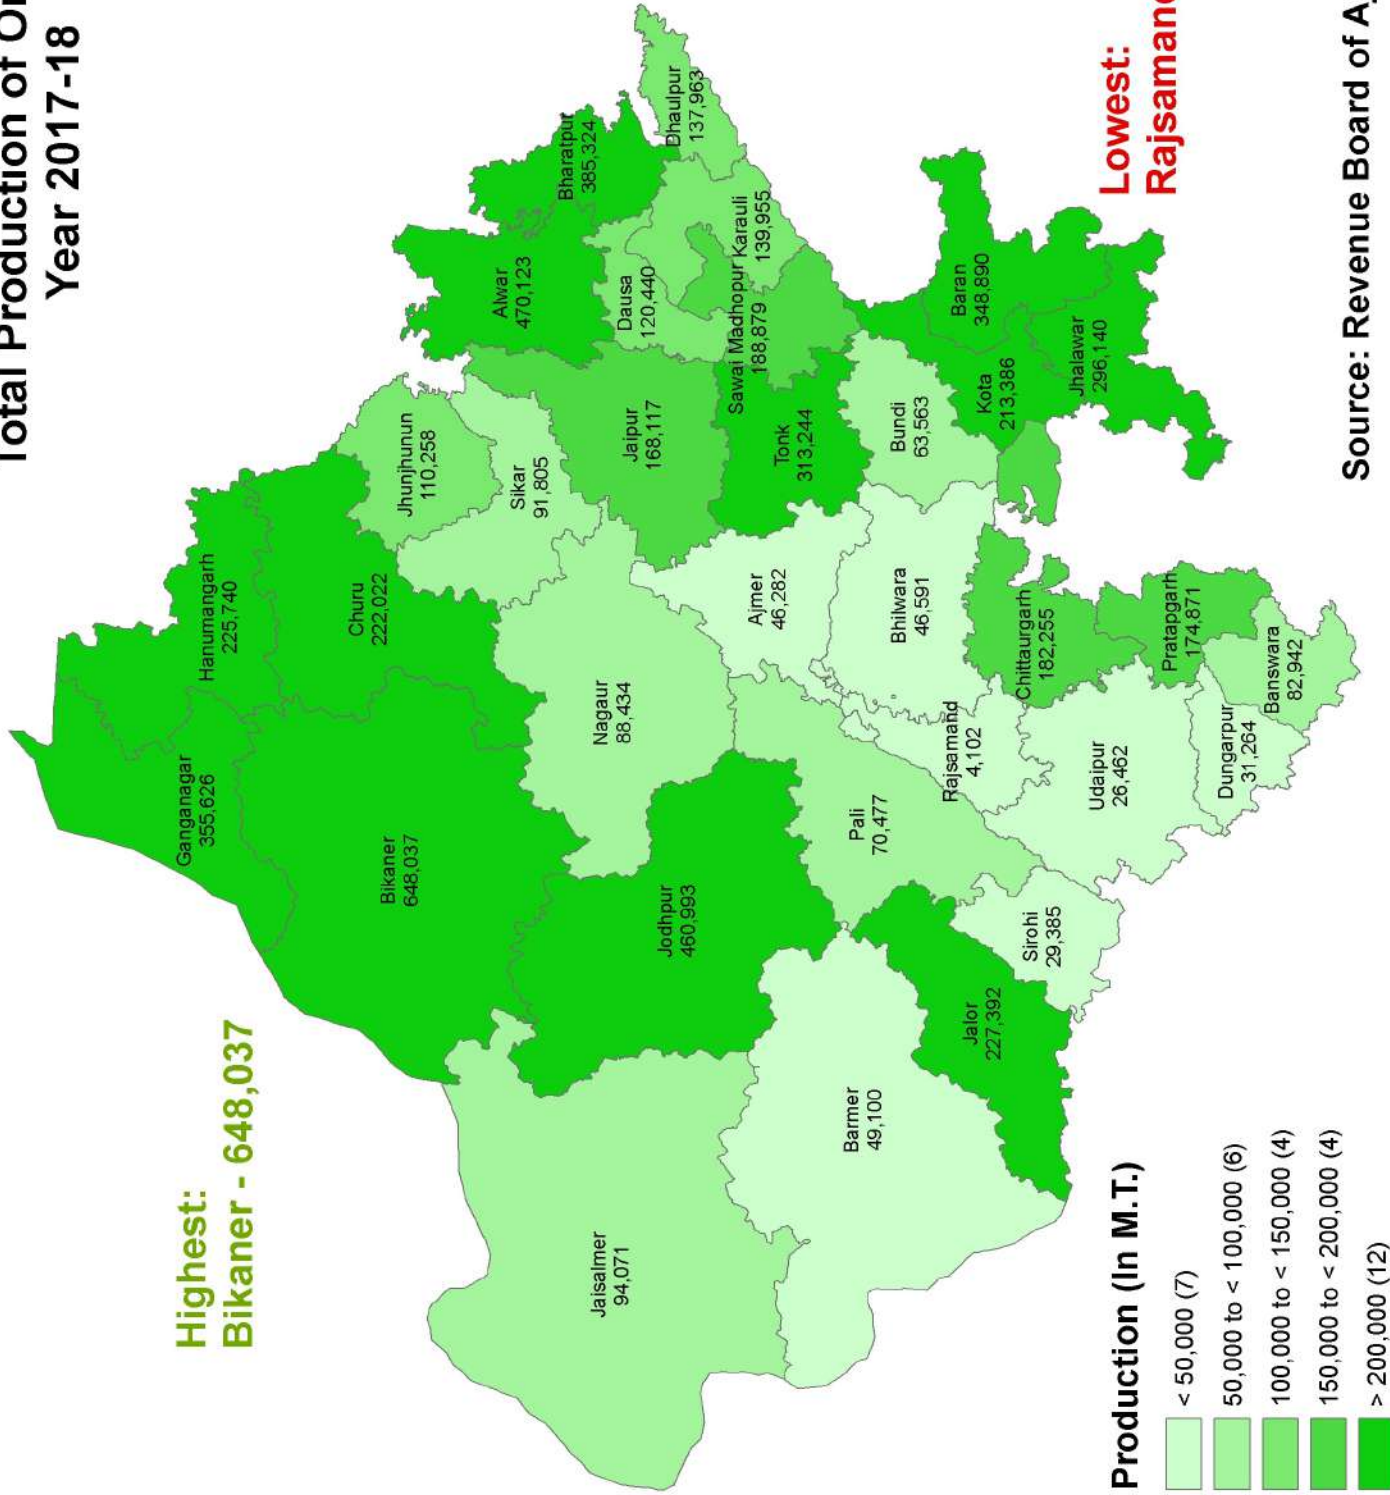 Total Production of
Year 2017-18
Highest:
Bikaner - 648,037
Lowest:
Rajsamand
Ganganagar
355,626
Hanumangarh
225,740
Bikaner
648,037
Churu
222,022
Jhunjhunun
110,258
Sikar
91,805
Alwar
470,123
Bharatpur
385,324
Dhaulpur
137,963
Dausa
120,440
Karauli
139,955
Sawai Madhopur
188,879
Jaipur
168,117
Nagaur
88,434
Jodhpur
460,993
Jaisalmer
94,071
Barmer
49,100
Jalor
227,392
Sirohi
29,385
Pali
70,477
Ajmer
46,282
Tonk
313,244
Bundi
63,563
Bhilwara
46,591
Rajsamand
4,102
Udaipur
26,462
Chittaurgarh
182,255
Pratapgarh
174,871
Dungarpur
31,264
Banswara
82,942
Kota
213,386
Baran
348,890
Jhalawar
296,140
Production (In M.T.)
< 50,000 (7)
50,000 to < 100,000 (6)
100,000 to < 150,000 (4)
150,000 to < 200,000 (4)
> 200,000 (12)
Source: Revenue Board of